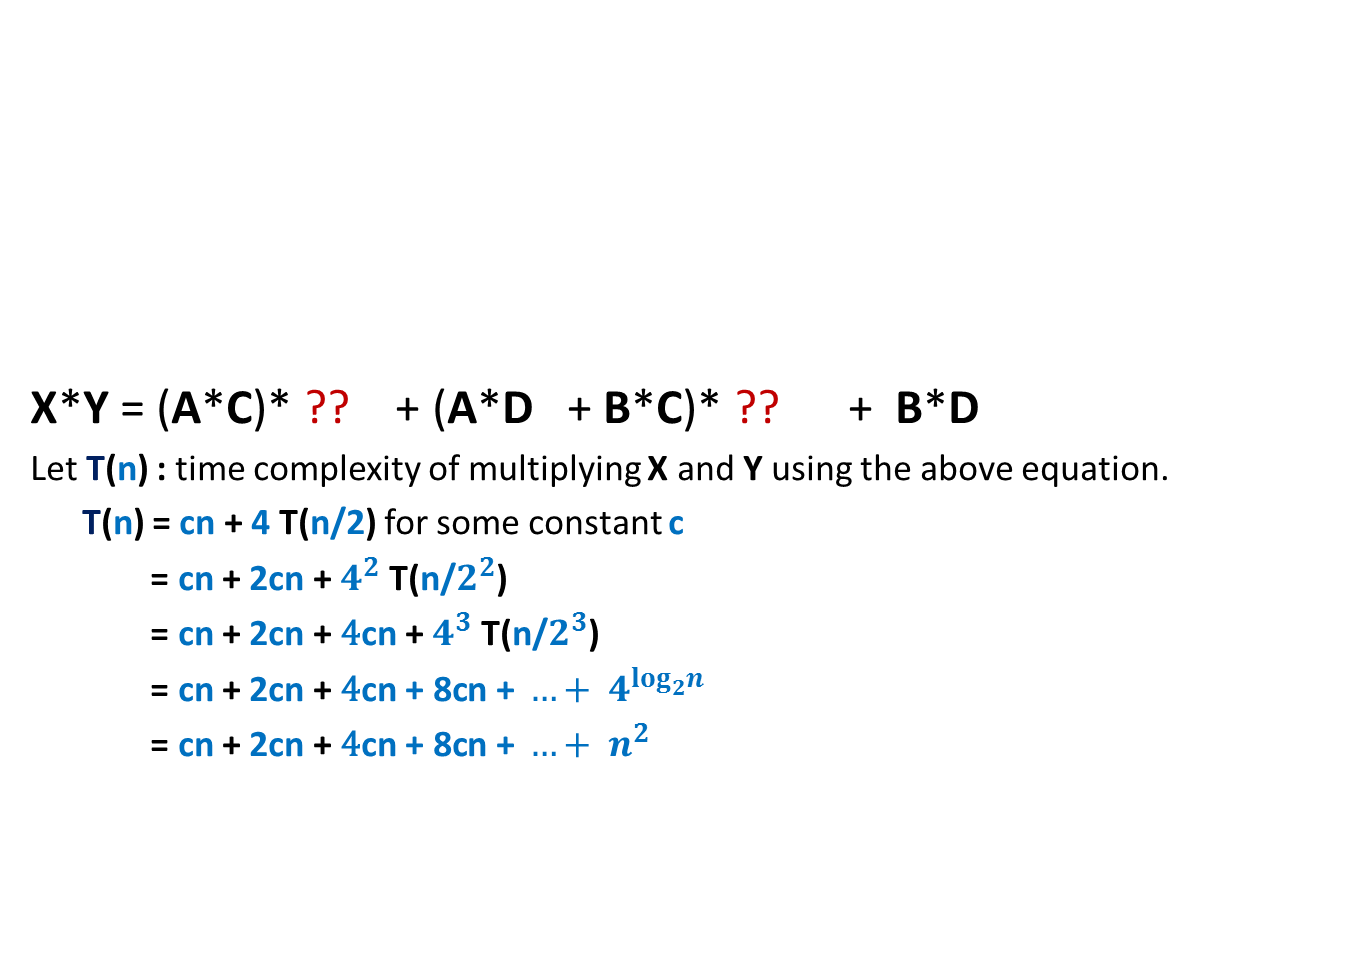 X*Y = (A*C)* ?? + (A*D + B*C)* ?? + B*D
Let T(n) : time complexity of multiplying X and Y using the above equation.
T(n) = cn + 4 T(n/2) for some constant c
= cn + 2cn + 4² T(n/2²)
= cn + 2cn + 4cn + 4³ T(n/2³)
= cn + 2cn + 4cn + 8cn + … + 4^{log₂n}
= cn + 2cn + 4cn + 8cn + … + n²